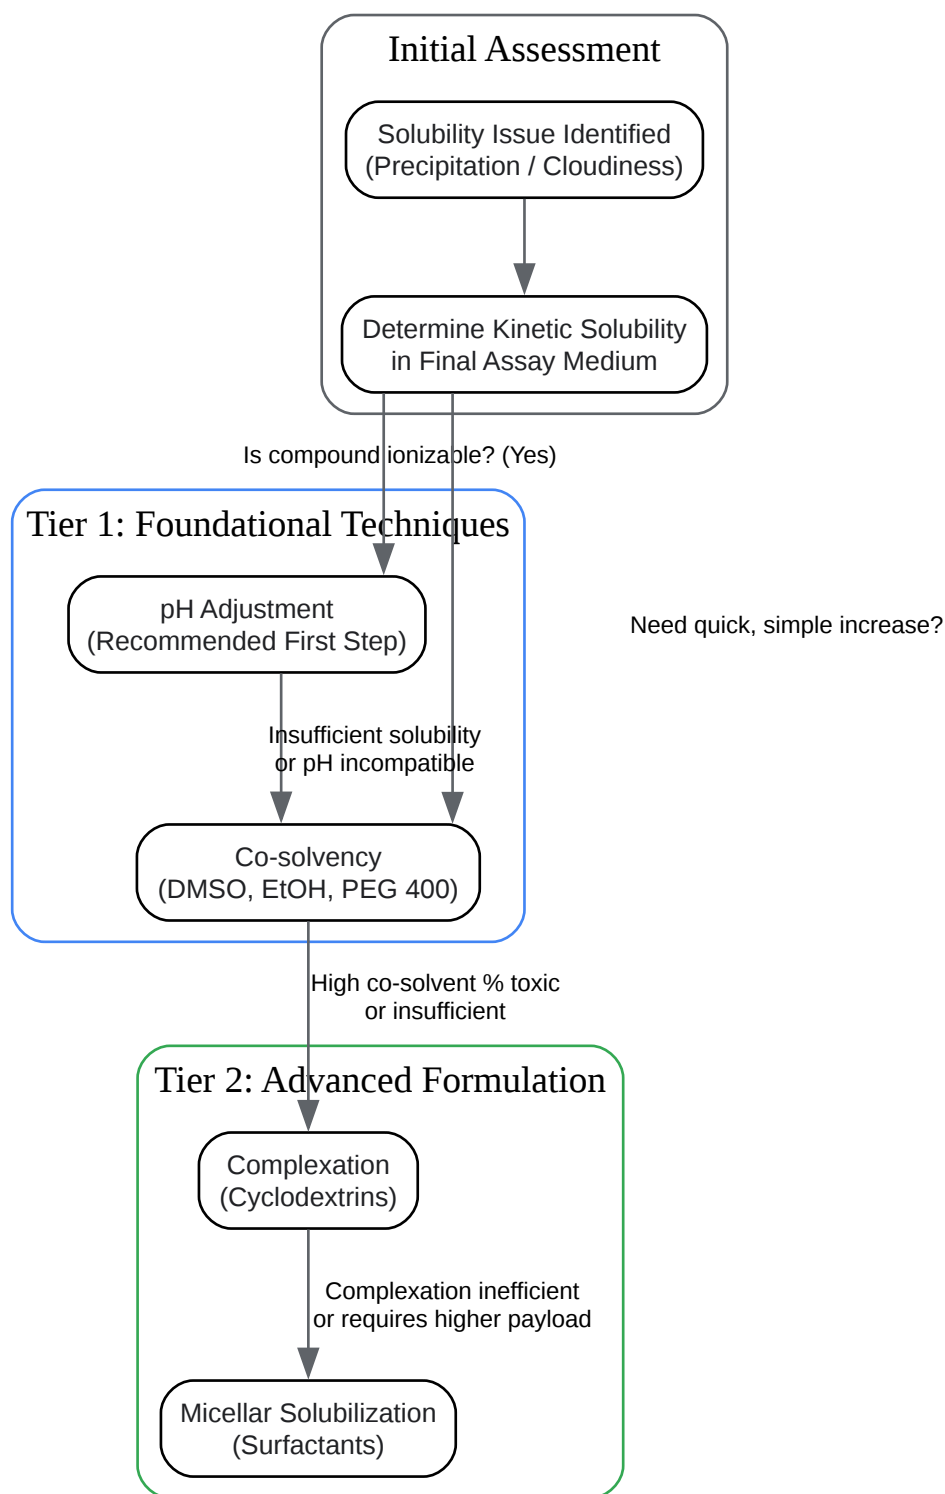 Initial Assessment
Solubility Issue Identified
(Precipitation / Cloudiness)
Determine Kinetic Solubility
in Final Assay Medium
Is compound ionizable? (Yes)
Tier 1: Foundational Techniques
pH Adjustment
(Recommended First Step)
Need quick, simple increase?
Insufficient solubility
or pH incompatible
Co-solvency
(DMSO, EtOH, PEG 400)
High co-solvent % toxic
or insufficient
Tier 2: Advanced Formulation
Complexation
(Cyclodextrins)
Complexation inefficient
or requires higher payload
Micellar Solubilization
(Surfactants)